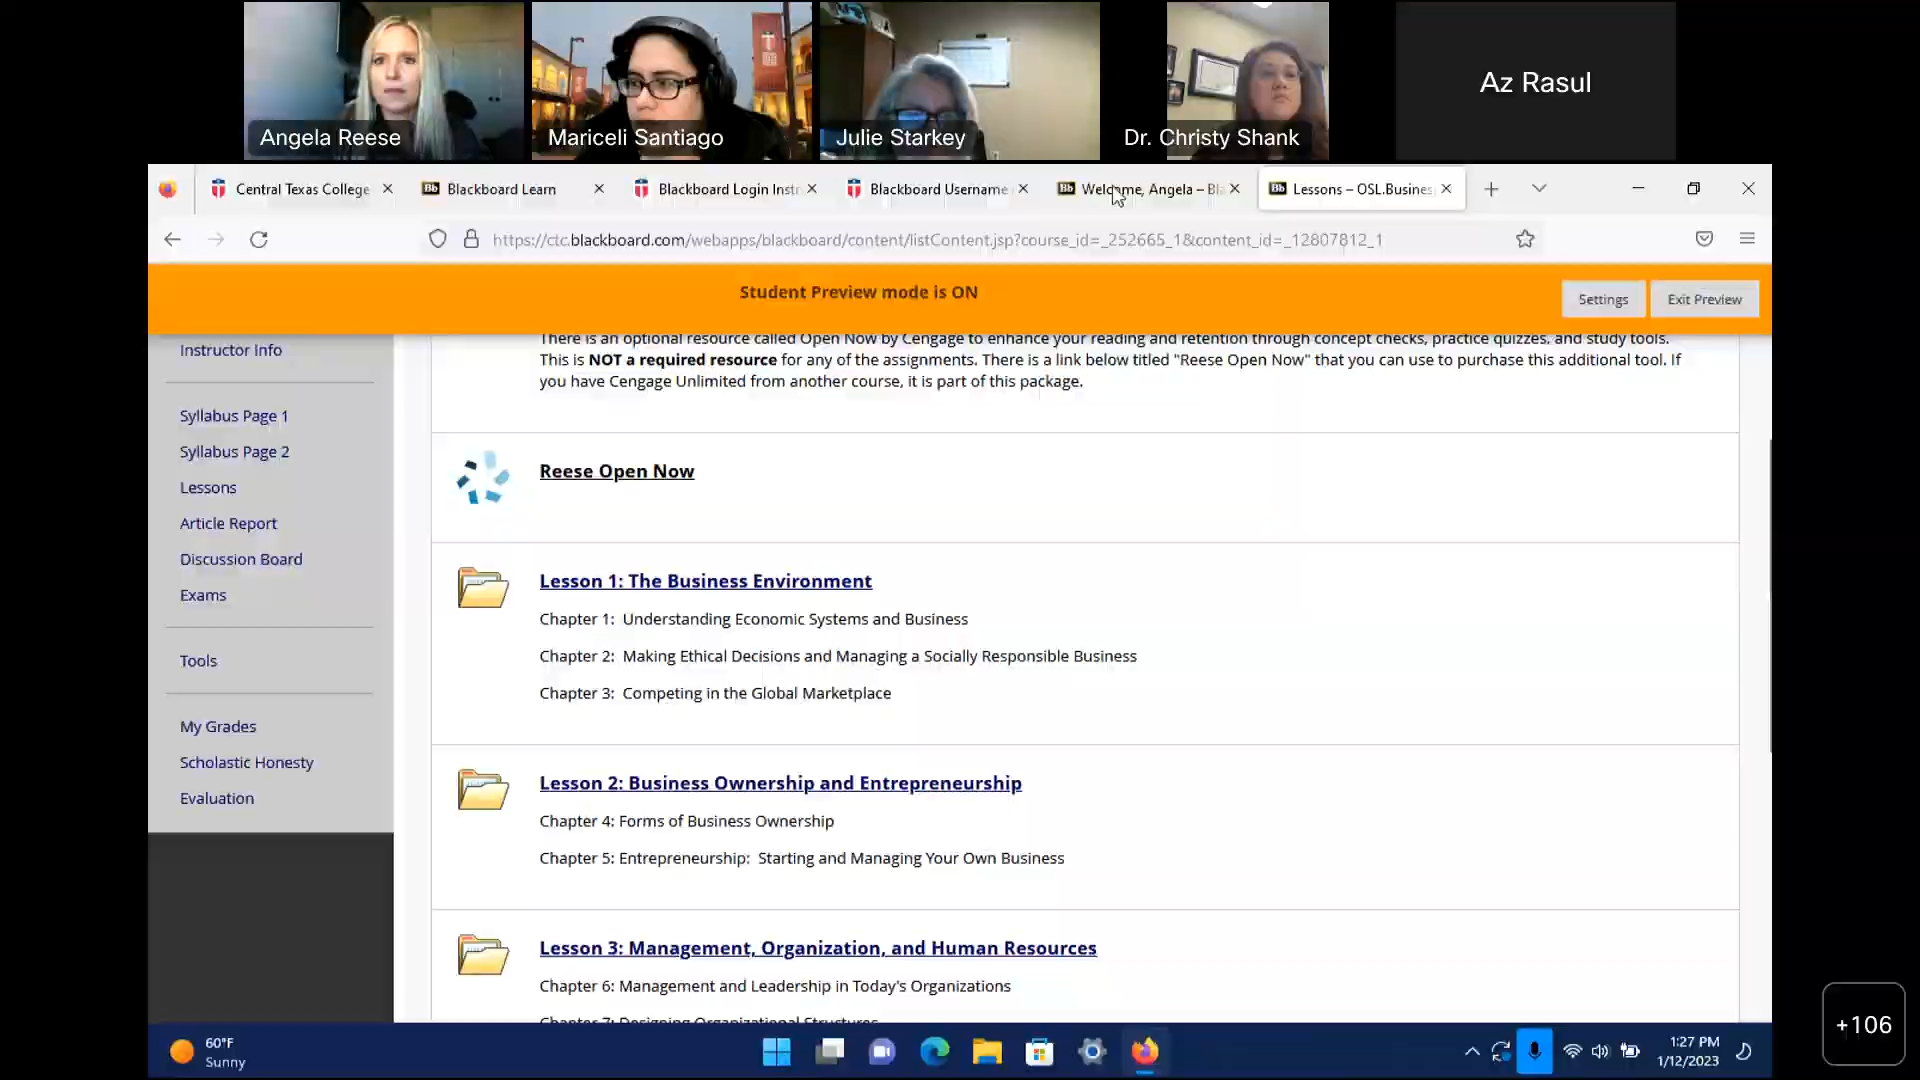 Angela Reese
Mariceli Santiago
Julie Starkey
Dr. Christy Shank
Az Rasul
Central Texas College
Blackboard Learn
Blackboard Login Instr
Blackboard Username
Welcome, Angela – Bl
Lessons – OSL.Busines
https://ctc.blackboard.com/webapps/blackboard/content/listContent.jsp?course_id=_252665_1&content_id=_12807812_1
Student Preview mode is ON
Settings
Exit Preview
Instructor Info
Syllabus Page 1
Syllabus Page 2
Lessons
Article Report
Discussion Board
Exams
Tools
My Grades
Scholastic Honesty
Evaluation
There is an optional resource called Open Now by Cengage to enhance your reading and retention through concept checks, practice quizzes, and study tools.
This is NOT a required resource for any of the assignments. There is a link below titled "Reese Open Now" that you can use to purchase this additional tool. If
you have Cengage Unlimited from another course, it is part of this package.
Reese Open Now
Lesson 1: The Business Environment
Chapter 1: Understanding Economic Systems and Business
Chapter 2: Making Ethical Decisions and Managing a Socially Responsible Business
Chapter 3: Competing in the Global Marketplace
Lesson 2: Business Ownership and Entrepreneurship
Chapter 4: Forms of Business Ownership
Chapter 5: Entrepreneurship: Starting and Managing Your Own Business
Lesson 3: Management, Organization, and Human Resources
Chapter 6: Management and Leadership in Today's Organizations
Chapter 7: Designing Organizational Structures
+106
60°F
Sunny
1:27 PM
1/12/2023